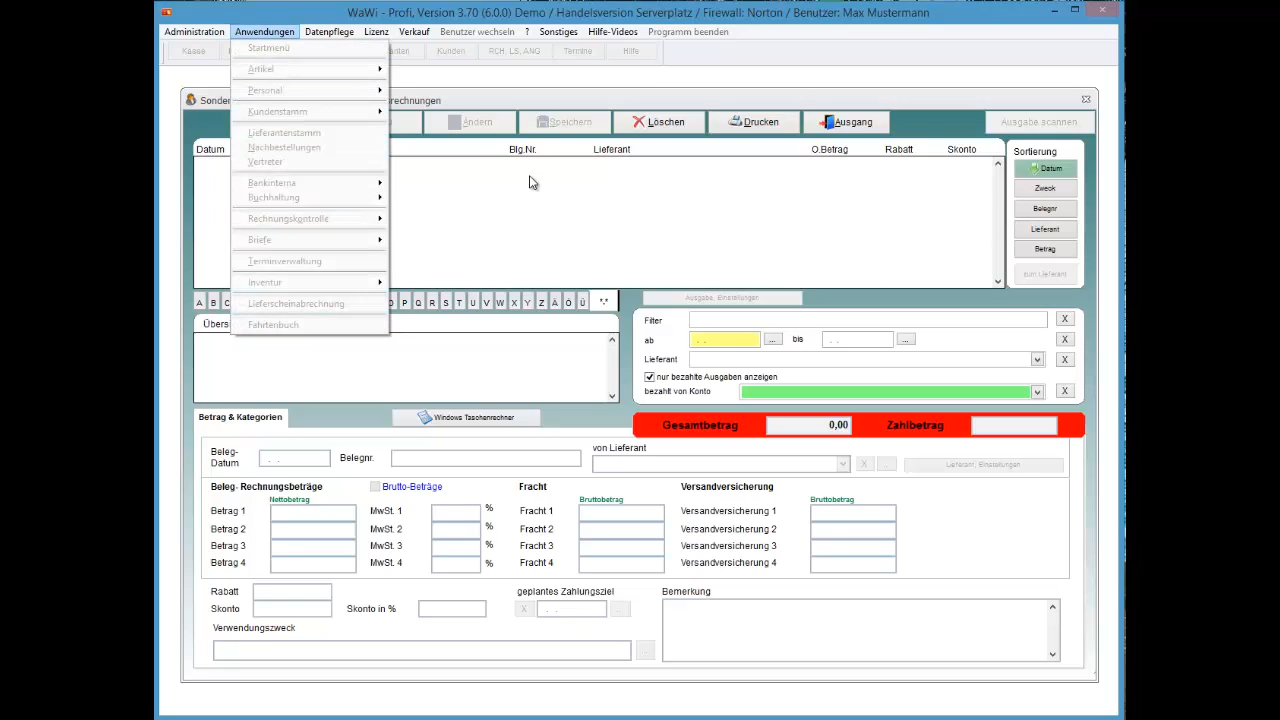 WaWi - Profi, Version 3.70 (6.0.0) Demo / Handelsversion Serverplatz / Firewall: Norton / Benutzer: Max Mustermann
Administration Anwendungen Datenpflege Lizenz Verkauf Benutzer wechseln ? Sonstiges Hilfe-Videos Programm beenden
Kasse Kunden RCH, LS, ANG Termine Hilfe
Startmenü
Artikel
Personal
Kundenstamm
Lieferantenstamm
Nachbestellungen
Vertreter
Bankinterna
Buchhaltung
Rechnungskontrolle
Briefe
Terminverwaltung
Inventur
Lieferscheinabrechnung
Fahrtenbuch
Ändern Speichern Löschen Drucken Ausgang Ausgabe scannen
Datum Blg.Nr. Lieferant O.Betrag Rabatt Skonto
Sortierung
Datum
Zweck
Belegnr
Lieferant
Betrag
zum Lieferant
A B P Q R S T U V W X Y Z Ä Ö Ü *.*
Ausgabe, Einstellungen
Filter X
ab . . ... bis . . ... X
Lieferant X
nur bezahlte Ausgaben anzeigen
bezahlt von Konto X
Betrag & Kategorien Windows Taschenrechner
Gesamtbetrag 0,00 Zahlbetrag
Beleg-Datum . . Belegnr. von Lieferant X ... Lieferant, Einstellungen
Beleg- Rechnungsbeträge Brutto-Beträge Fracht Versandversicherung
Nettobetrag Bruttobetrag Bruttobetrag
Betrag 1 MwSt. 1 % Fracht 1 Versandversicherung 1
Betrag 2 MwSt. 2 % Fracht 2 Versandversicherung 2
Betrag 3 MwSt. 3 % Fracht 3 Versandversicherung 3
Betrag 4 MwSt. 4 % Fracht 4 Versandversicherung 4
Rabatt geplantes Zahlungsziel Bemerkung
Skonto Skonto in % X . . ...
Verwendungszweck
...